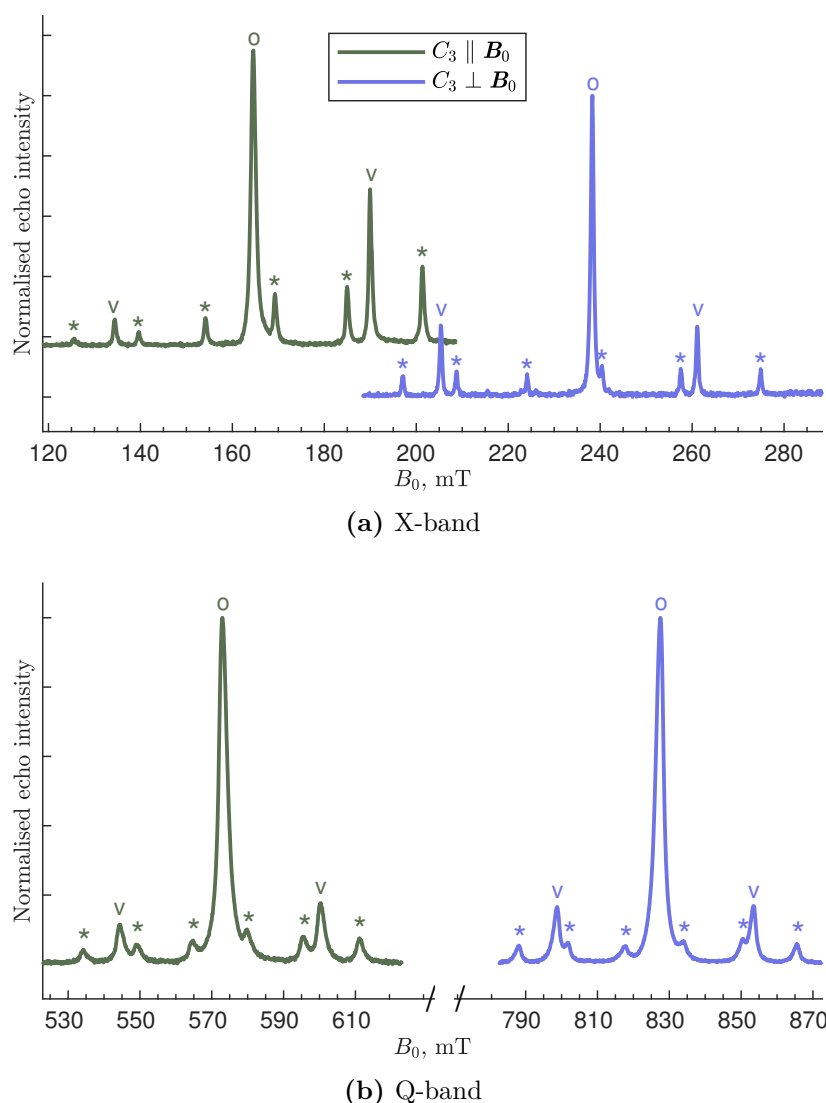 C₃ ∥ B₀
C₃ ⊥ B₀
Normalised echo intensity
o
v
*
v
*
*
*
*
*
o
v
*
*
*
*
v
*
*
120 140 160 180 200 220 240 260 280
B₀, mT
(a) X-band
Normalised echo intensity
o
*
v
*
*
*
*
v
*
o
*
v
*
*
*
*
v
*
530 550 570 590 610 790 810 830 850 870
B₀, mT
(b) Q-band